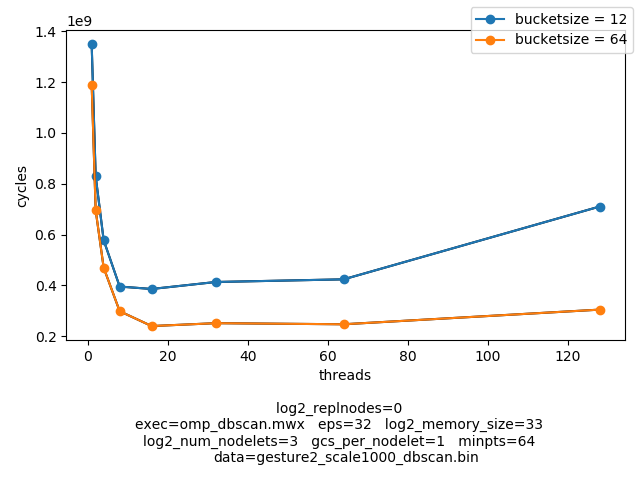 1e9
bucketsize = 12
bucketsize = 64
1.4
1.2
1.0
0.8
0.6
0.4
0.2
cycles
0 20 40 60 80 100 120
threads
log2_replnodes=0
exec=omp_dbscan.mwx eps=32 log2_memory_size=33
log2_num_nodelets=3 gcs_per_nodelet=1 minpts=64
data=gesture2_scale1000_dbscan.bin